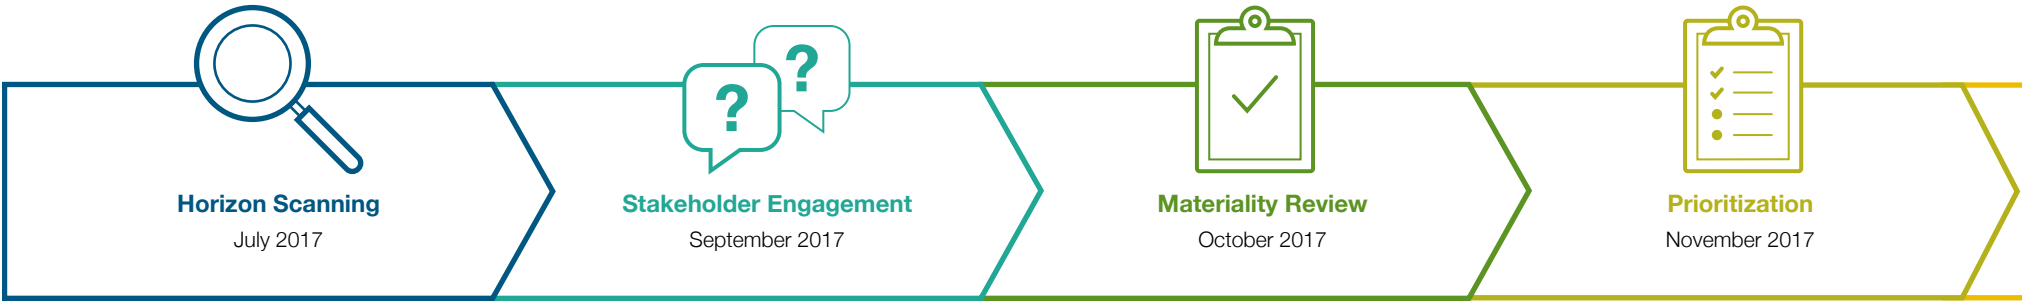 ?
?
Horizon Scanning
July 2017
Stakeholder Engagement
September 2017
Materiality Review
October 2017
Prioritization
November 2017